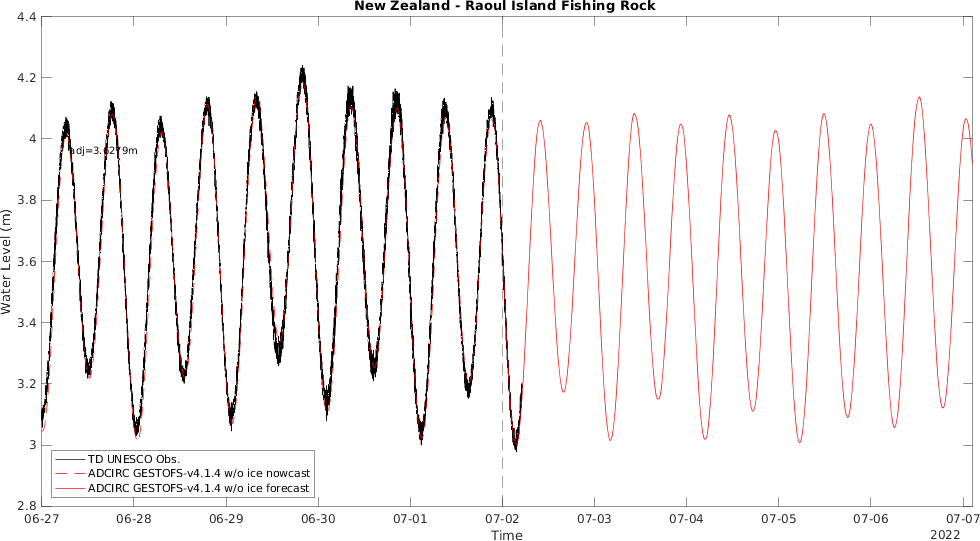 New Zealand - Raoul Island Fishing Rock
4.4
4.2
4
3.8
3.6
3.4
3.2
3
2.8
Water Level (m)
adj=3.6279m
TD UNESCO Obs.
ADCIRC GESTOFS-v4.1.4 w/o ice nowcast
ADCIRC GESTOFS-v4.1.4 w/o ice forecast
06-27 06-28 06-29 06-30 07-01 07-02 07-03 07-04 07-05 07-06 07-07
Time
2022